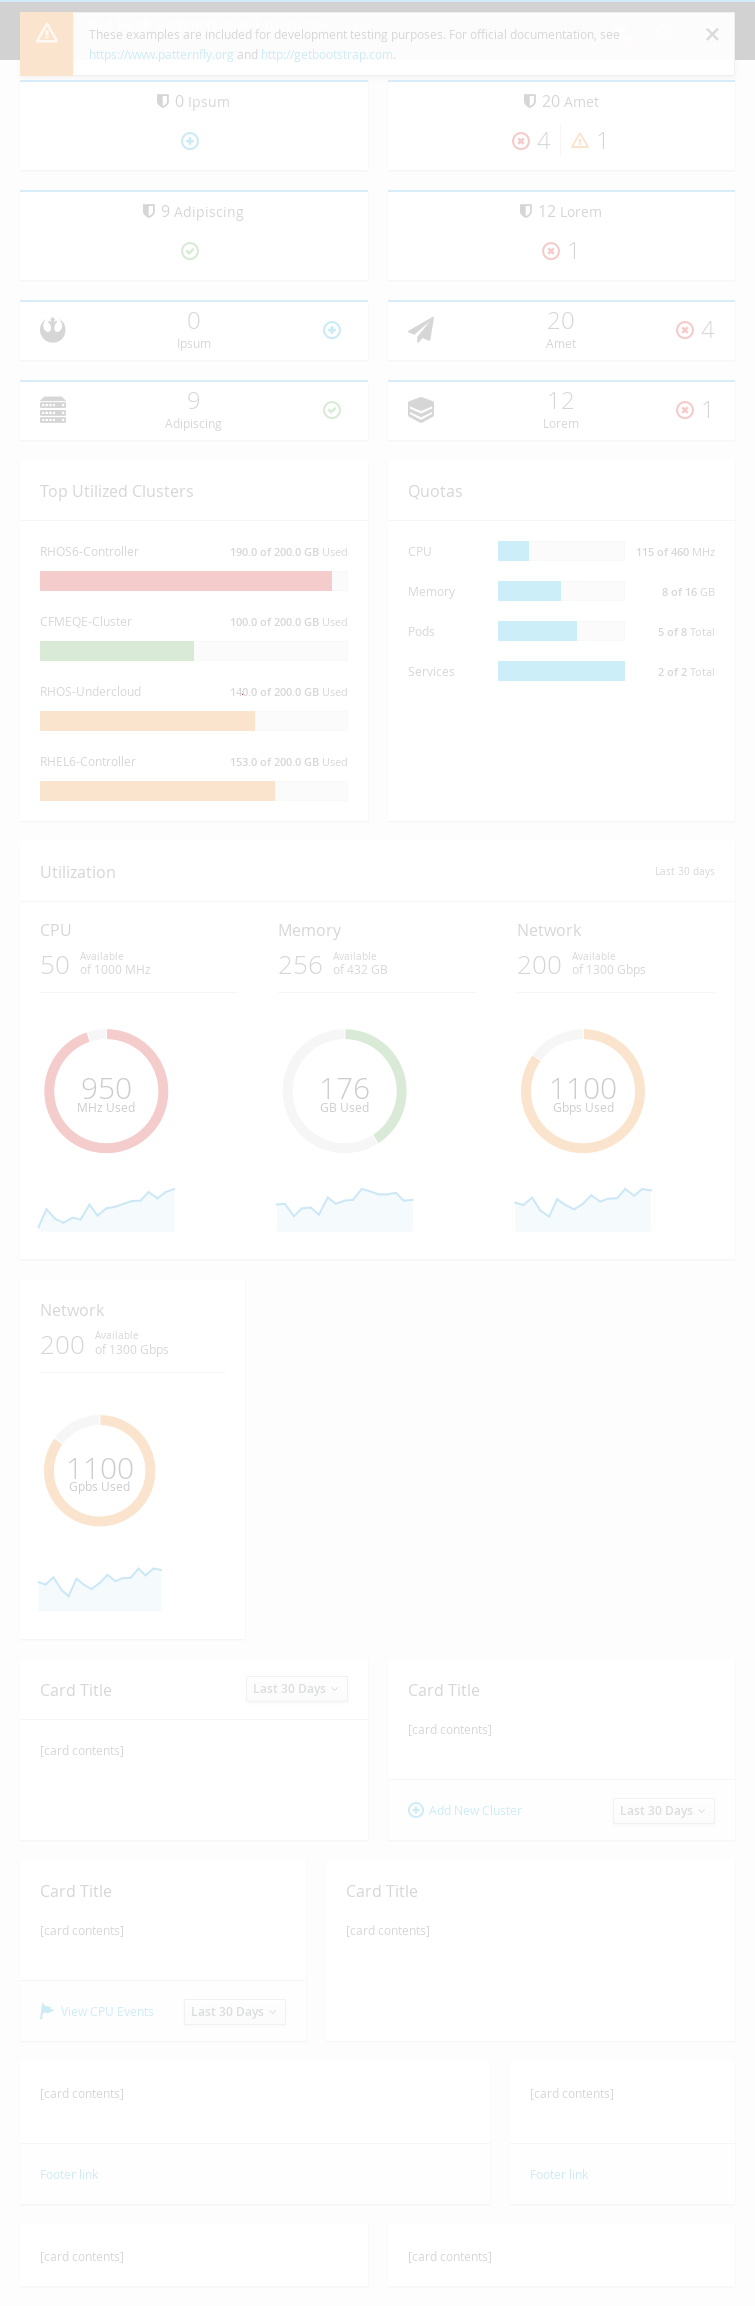 These examples are included for development testing purposes. For official documentation, see
https://www.patternfly.org and http://getbootstrap.com.
0 Ipsum
20 Amet
4
1
9 Adipiscing
12 Lorem
1
0
Ipsum
20
Amet
4
9
Adipiscing
12
Lorem
1
Top Utilized Clusters
RHOS6-Controller
190.0 of 200.0 GB Used
CFMEQE-Cluster
100.0 of 200.0 GB Used
RHOS-Undercloud
140.0 of 200.0 GB Used
RHEL6-Controller
153.0 of 200.0 GB Used
Quotas
CPU
115 of 460 MHz
Memory
8 of 16 GB
Pods
5 of 8 Total
Services
2 of 2 Total
Utilization
Last 30 days
CPU
50
Available
of 1000 MHz
950
MHz Used
Memory
256
Available
of 432 GB
176
GB Used
Network
200
Available
of 1300 Gbps
1100
Gbps Used
Network
200
Available
of 1300 Gbps
1100
Gpbs Used
Card Title
Last 30 Days
[card contents]
Card Title
[card contents]
Add New Cluster
Last 30 Days
Card Title
[card contents]
View CPU Events
Last 30 Days
Card Title
[card contents]
[card contents]
Footer link
[card contents]
Footer link
[card contents]
[card contents]